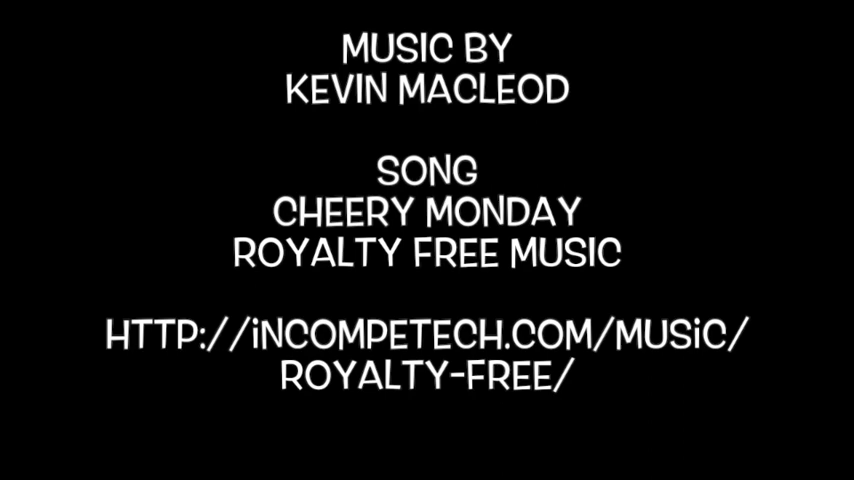 MUSIC BY
KEVIN MACLEOD
SONG
CHEERY MONDAY
ROYALTY FREE MUSIC
HTTP://iNCOMPETECH.COM/MUSiC/
ROYALTY-FREE/